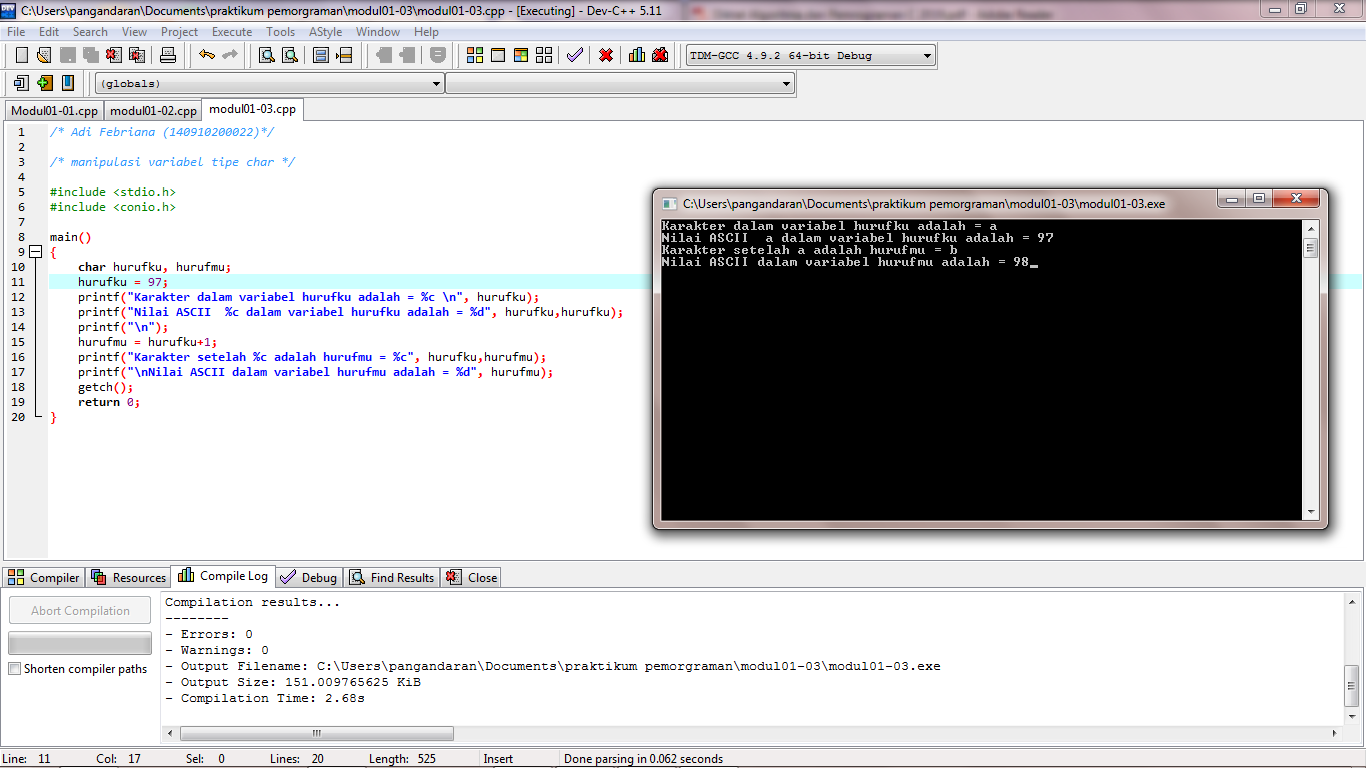 C:\Users\pangandaran\Documents\praktikum pemorgraman\modul01-03\modul01-03.cpp - [Executing] - Dev-C++ 5.11
File Edit Search View Project Execute Tools AStyle Window Help
TDM-GCC 4.9.2 64-bit Debug
(globals)
Modul01-01.cpp modul01-02.cpp modul01-03.cpp
1 /* Adi Febriana (140910200022)*/
2
3 /* manipulasi variabel tipe char */
4
5 #include <stdio.h>
6 #include <conio.h>
7
8 main()
9 {
10 char hurufku, hurufmu;
11 hurufku = 97;
12 printf("Karakter dalam variabel hurufku adalah = %c \n", hurufku);
13 printf("Nilai ASCII  %c dalam variabel hurufku adalah = %d", hurufku,hurufku);
14 printf("\n");
15 hurufmu = hurufku+1;
16 printf("Karakter setelah %c adalah hurufmu = %c", hurufku,hurufmu);
17 printf("\nNilai ASCII dalam variabel hurufmu adalah = %d", hurufmu);
18 getch();
19 return 0;
20 }
C:\Users\pangandaran\Documents\praktikum pemorgraman\modul01-03\modul01-03.exe
Karakter dalam variabel hurufku adalah = a
Nilai ASCII  a dalam variabel hurufku adalah = 97
Karakter setelah a adalah hurufmu = b
Nilai ASCII dalam variabel hurufmu adalah = 98_
Compiler Resources Compile Log Debug Find Results Close
Abort Compilation
Shorten compiler paths
Compilation results...
--------
- Errors: 0
- Warnings: 0
- Output Filename: C:\Users\pangandaran\Documents\praktikum pemorgraman\modul01-03\modul01-03.exe
- Output Size: 151.009765625 KiB
- Compilation Time: 2.68s
Line: 11 Col: 17 Sel: 0 Lines: 20 Length: 525 Insert Done parsing in 0.062 seconds